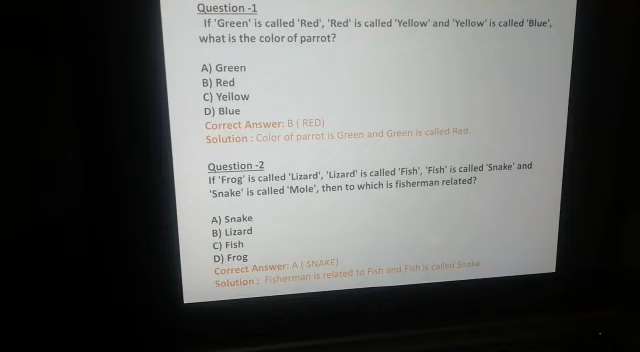 Question -1
If 'Green' is called 'Red', 'Red' is called 'Yellow' and 'Yellow' is called 'Blue',
what is the color of parrot?
A) Green
B) Red
C) Yellow
D) Blue
Correct Answer: B ( RED)
Solution : Color of parrot is Green and Green is called Red.
Question -2
If 'Frog' is called 'Lizard', 'Lizard' is called 'Fish', 'Fish' is called 'Snake' and
'Snake' is called 'Mole', then to which is fisherman related?
A) Snake
B) Lizard
C) Fish
D) Frog
Correct Answer: A ( SNAKE)
Solution : Fisherman is related to Fish and Fish is called Snake